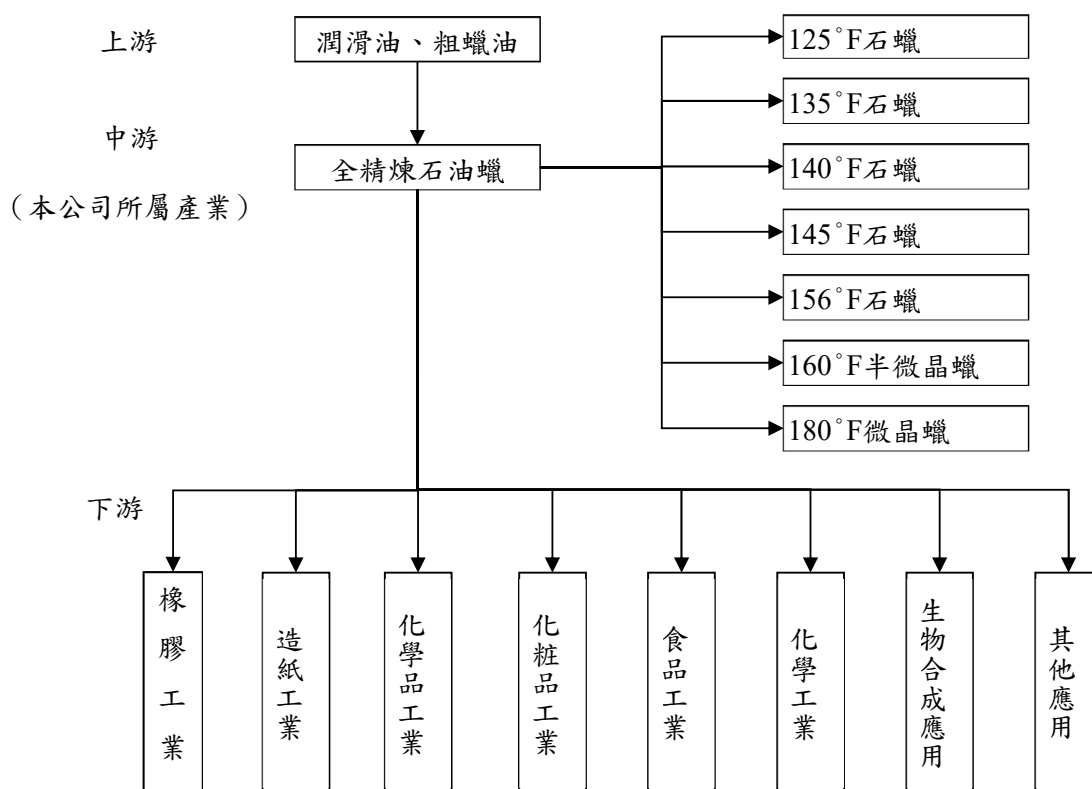 上游
潤滑油、粗蠟油
125°F石蠟
135°F石蠟
中游
全精煉石油蠟
140°F石蠟
（本公司所屬產業）
145°F石蠟
156°F石蠟
160°F半微晶蠟
180°F微晶蠟
下游
橡膠工業
造紙工業
化學品工業
化粧品工業
食品工業
化學工業
生物合成應用
其他應用